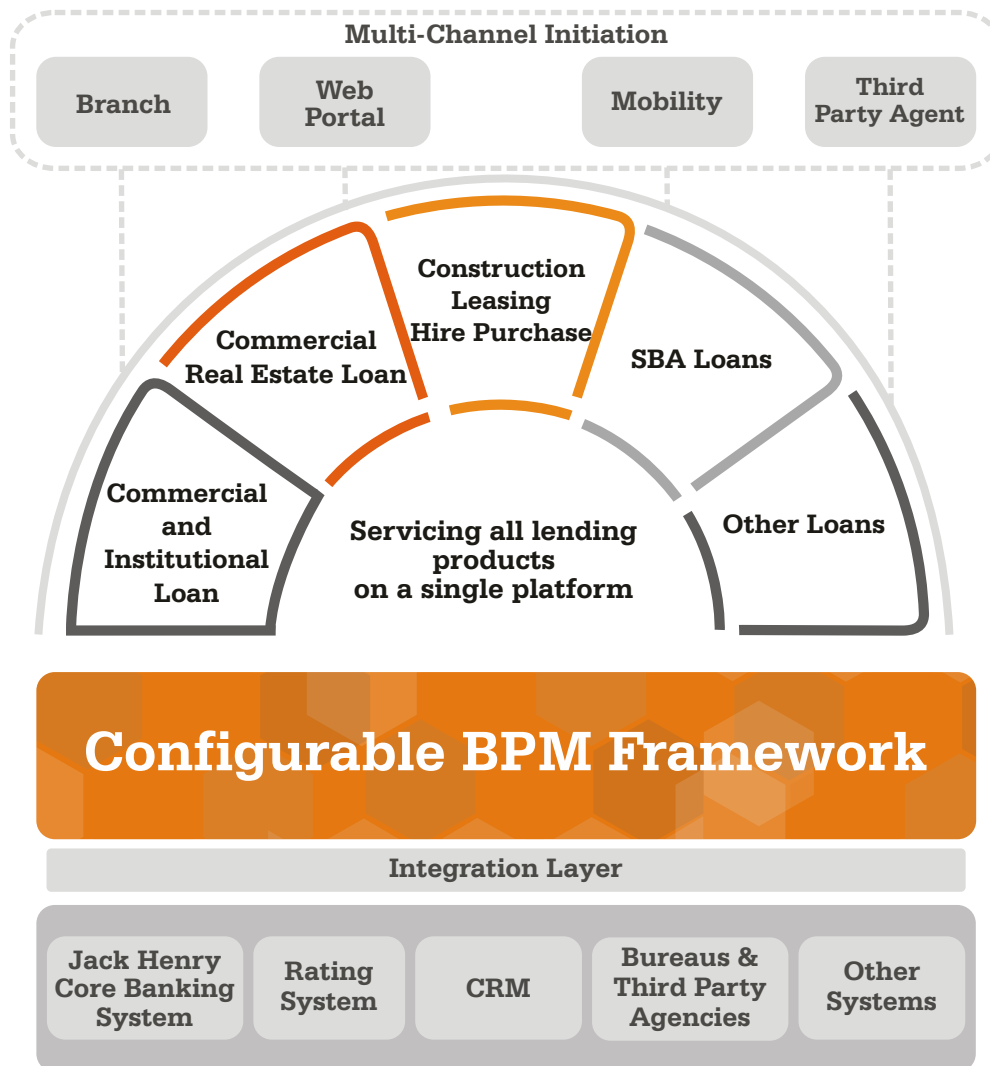 Multi-Channel Initiation
Branch
Web
Portal
Mobility
Third
Party Agent
Construction
Leasing
Hire Purchase
Commercial
Real Estate Loan
SBA Loans
Commercial
and
Institutional
Loan
Other Loans
Servicing all lending
products
on a single platform
Configurable BPM Framework
Integration Layer
Jack Henry
Core Banking
System
Rating
System
CRM
Bureaus &
Third Party
Agencies
Other
Systems